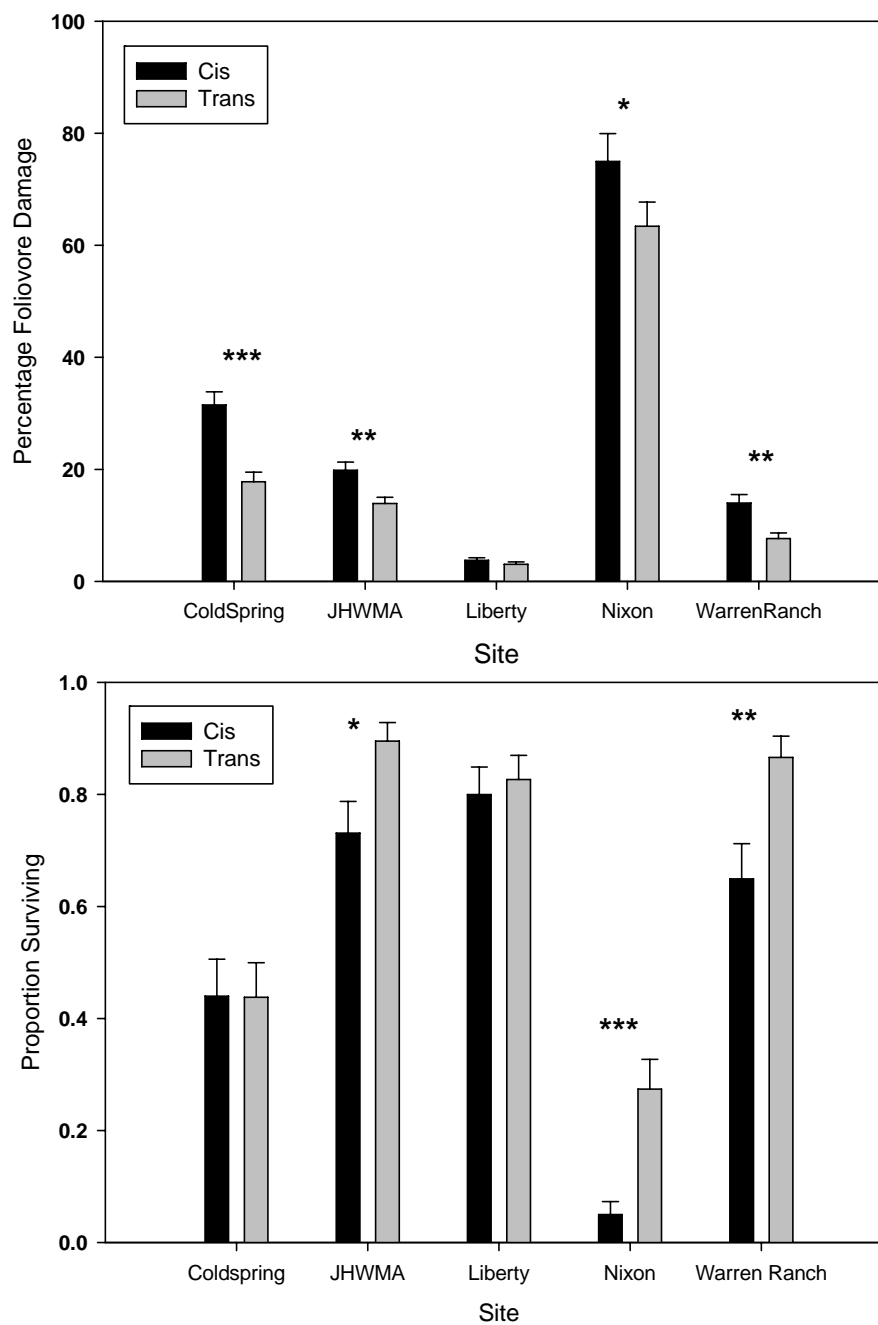 100
Cis
Trans
*
80
Percentage Foliovore Damage
60
***
40
**
**
20
0
ColdSpring JHWMA Liberty Nixon WarrenRanch
Site
1.0
Cis
Trans
*
**
0.8
Proportion Surviving
0.6
0.4
***
0.2
0.0
Coldspring JHWMA Liberty Nixon Warren Ranch
Site